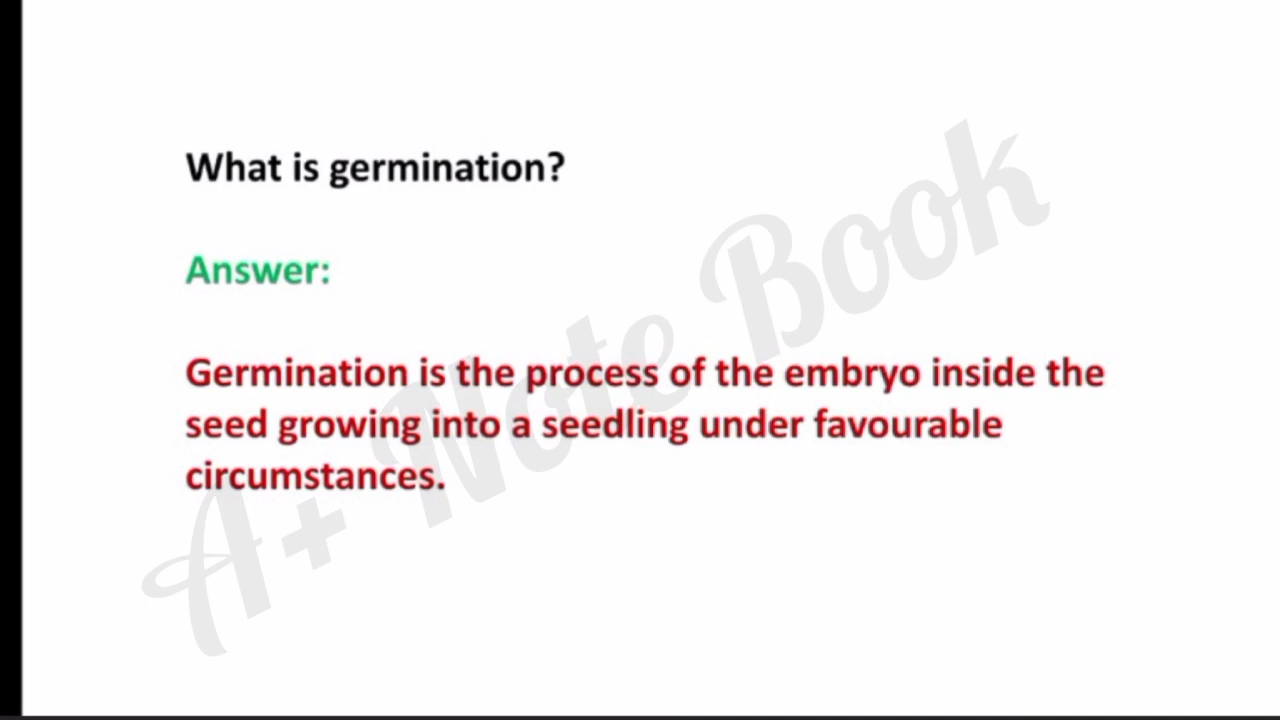 What is germination?
Answer:
Germination is the process of the embryo inside the
seed growing into a seedling under favourable
circumstances.
A+ Note Book